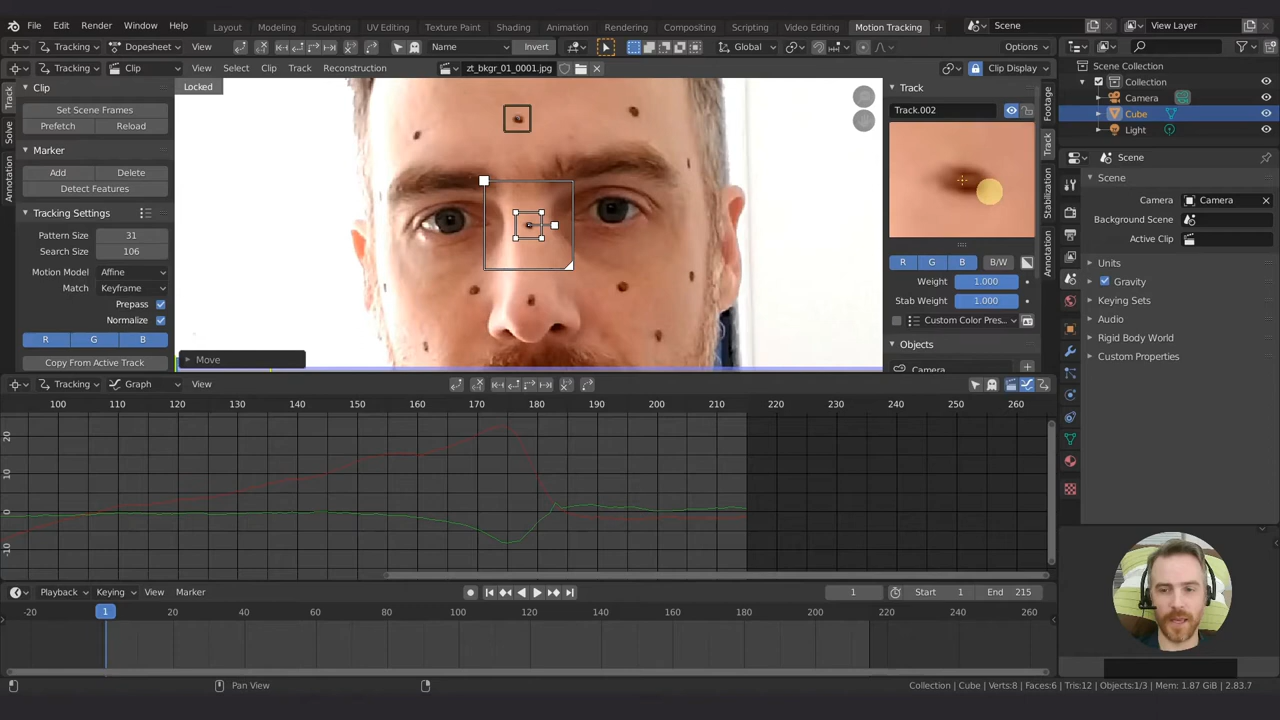 File Edit Render Window Help Layout Modeling Sculpting UV Editing Texture Paint Shading Animation Rendering Compositing Video Editing Motion Tracking + Scene View Layer
Tracking Dopesheet View Name Invert Global Options
Tracking Clip View Select Clip Track Reconstruction zt_bkgr_01_0001.jpg Clip Display
Scene Collection
Collection
Camera
Cube
Light
Track
Solve
Annotation
Clip
Set Scene Frames
Prefetch Reload
Marker
Add Delete
Detect Features
Tracking Settings
Pattern Size 31
Search Size 106
Motion Model Affine
Match Keyframe
Prepass
Normalize
R G B
Copy From Active Track
Locked
Move
Track
Track.002
R G B B/W
Weight 1.000
Stab Weight 1.000
Custom Color Pres...
Objects
Camera
Footage
Track
Stabilization
Annotation
Scene
Scene
Camera Camera
Background Scene
Active Clip
Units
Gravity
Keying Sets
Audio
Rigid Body World
Custom Properties
Tracking Graph View
100 110 120 130 140 150 160 170 180 190 200 210 220 230 240 250 260
20
10
0
-10
Playback Keying View Marker 1 Start 1 End 215
-20 1 20 40 60 80 100 120 140 160 180 200 220 240 260
Pan View Collection | Cube | Verts:8 | Faces:6 | Tris:12 | Objects:1/3 | Mem: 1.87 GiB | 2.83.7